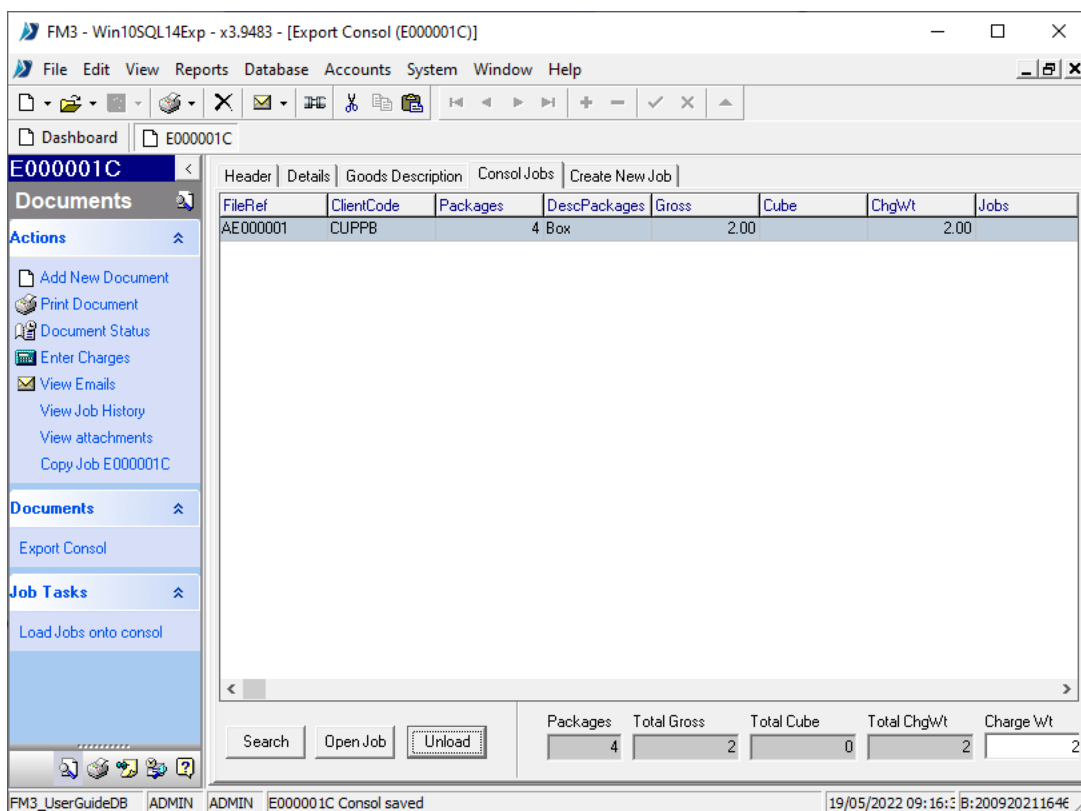 FM3 - Win10SQL14Exp - x3.9483 - [Export Consol (E000001C)]
File Edit View Reports Database Accounts System Window Help
Dashboard E000001C
E000001C
Documents
Actions
Add New Document
Print Document
Document Status
Enter Charges
View Emails
View Job History
View attachments
Copy Job E000001C
Documents
Export Consol
Job Tasks
Load Jobs onto consol
Header Details Goods Description Consol Jobs Create New Job
FileRef ClientCode Packages DescPackages Gross Cube ChgWt Jobs
AE000001 CUPPB 4 Box 2.00 2.00
Search Open Job Unload
Packages Total Gross Total Cube Total ChgWt Charge Wt
4 2 0 2 2
FM3_UserGuideDB ADMIN ADMIN E000001C Consol saved 19/05/2022 09:16:3 B:200920211646